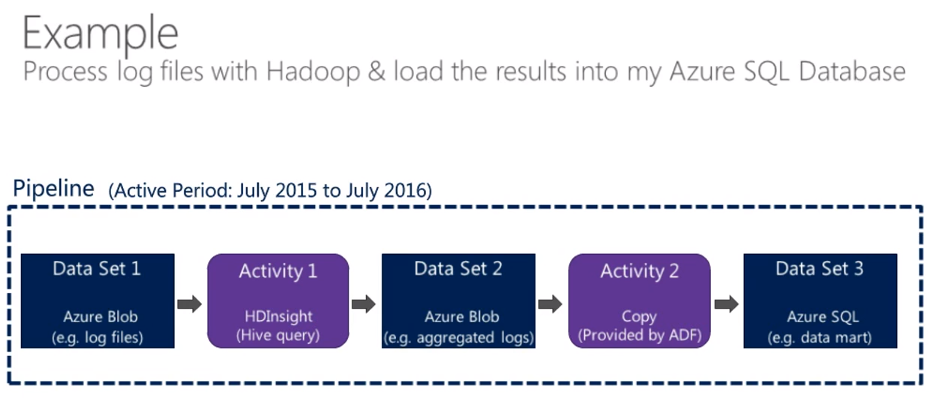 Example
Process log files with Hadoop & load the results into my Azure SQL Database
Pipeline (Active Period: July 2015 to July 2016)
Data Set 1
Azure Blob
(e.g. log files)
Activity 1
HDInsight
(Hive query)
Data Set 2
Azure Blob
(e.g. aggregated logs)
Activity 2
Copy
(Provided by ADF)
Data Set 3
Azure SQL
(e.g. data mart)